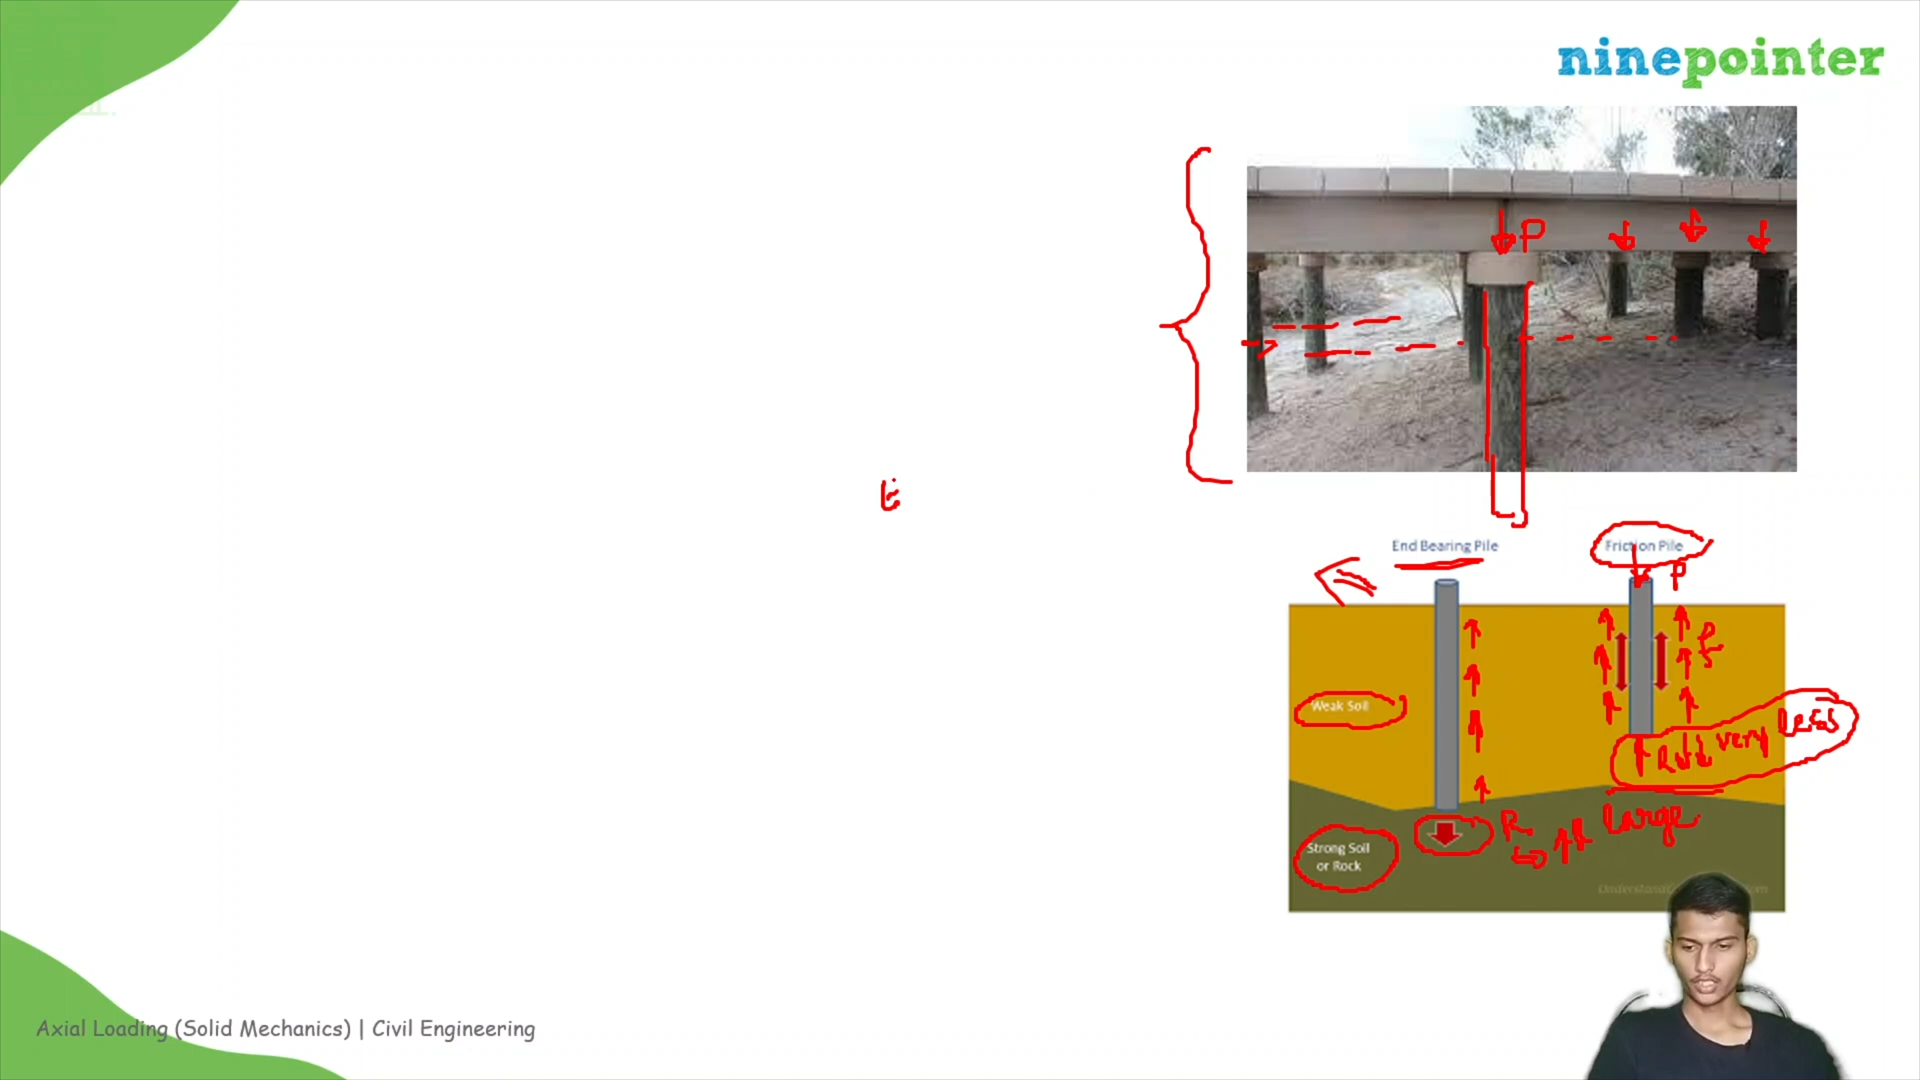 ninepointer
P
End Bearing Pile
Friction Pile
P
Weak Soil
very Less
Large
Strong Soil
or Rock
Axial Loading (Solid Mechanics) | Civil Engineering